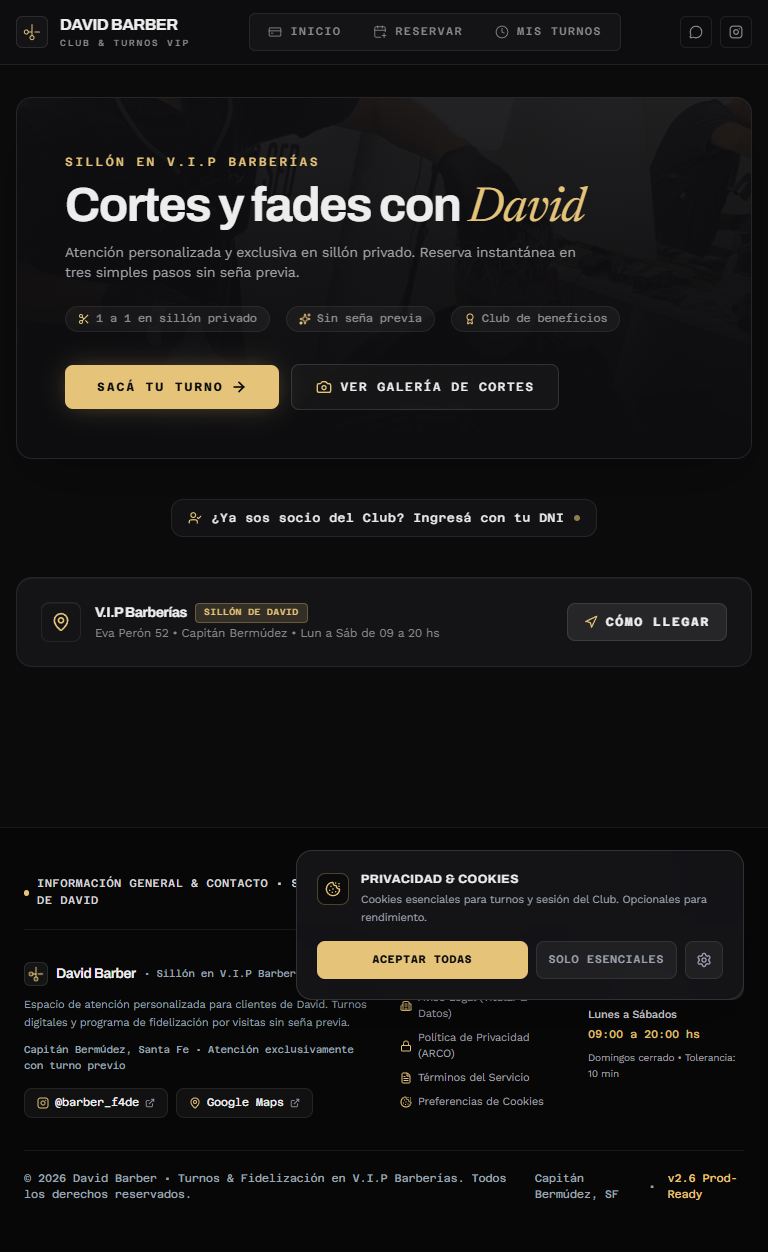 DAVID BARBER
CLUB & TURNOS VIP
INICIO
RESERVAR
MIS TURNOS
SILLÓN EN V.I.P BARBERÍAS
Cortes y fades con David
Atención personalizada y exclusiva en sillón privado. Reserva instantánea en
tres simples pasos sin seña previa.
1 a 1 en sillón privado
Sin seña previa
Club de beneficios
SACÁ TU TURNO →
VER GALERÍA DE CORTES
¿Ya sos socio del Club? Ingresá con tu DNI
V.I.P Barberías
SILLÓN DE DAVID
Eva Perón 52 • Capitán Bermúdez • Lun a Sáb de 09 a 20 hs
CÓMO LLEGAR
INFORMACIÓN GENERAL & CONTACTO •
DE DAVID
PRIVACIDAD & COOKIES
Cookies esenciales para turnos y sesión del Club. Opcionales para
rendimiento.
ACEPTAR TODAS
SOLO ESENCIALES
David Barber
• Sillón en V.I.P Barber
Espacio de atención personalizada para clientes de David. Turnos
digitales y programa de fidelización por visitas sin seña previa.
Capitán Bermúdez, Santa Fe • Atención exclusivamente
con turno previo
@barber_f4de
Google Maps
Aviso Legal (Titular &
Datos)
Política de Privacidad
(ARCO)
Términos del Servicio
Preferencias de Cookies
Lunes a Sábados
09:00 a 20:00 hs
Domingos cerrado • Tolerancia:
10 min
© 2026 David Barber • Turnos & Fidelización en V.I.P Barberías. Todos
los derechos reservados.
Capitán
Bermúdez, SF
•
v2.6 Prod-
Ready